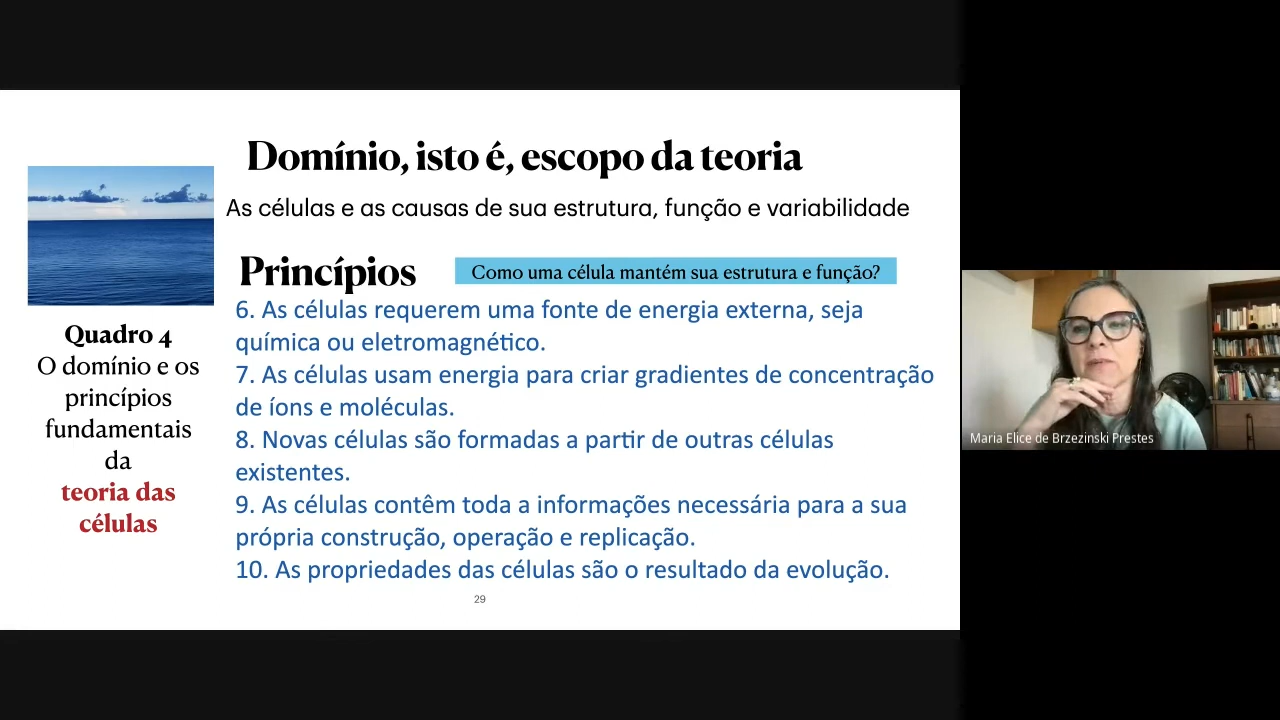 Domínio, isto é, escopo da teoria
As células e as causas de sua estrutura, função e variabilidade
Princípios
Como uma célula mantém sua estrutura e função?
6. As células requerem uma fonte de energia externa, seja
química ou eletromagnético.
7. As células usam energia para criar gradientes de concentração
de íons e moléculas.
8. Novas células são formadas a partir de outras células
existentes.
9. As células contêm toda a informações necessária para a sua
própria construção, operação e replicação.
10. As propriedades das células são o resultado da evolução.
Quadro 4
O domínio e os
princípios
fundamentais
da
teoria das
células
29
Maria Elice de Brzezinski Prestes